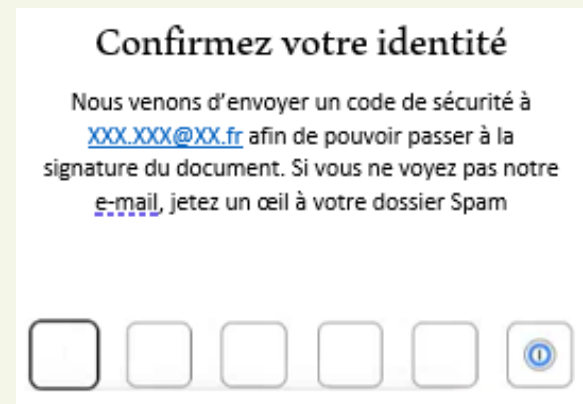 Confirmez votre identité
Nous venons d'envoyer un code de sécurité à
XXX.XXX@XX.fr afin de pouvoir passer à la
signature du document. Si vous ne voyez pas notre
e-mail, jetez un œil à votre dossier Spam